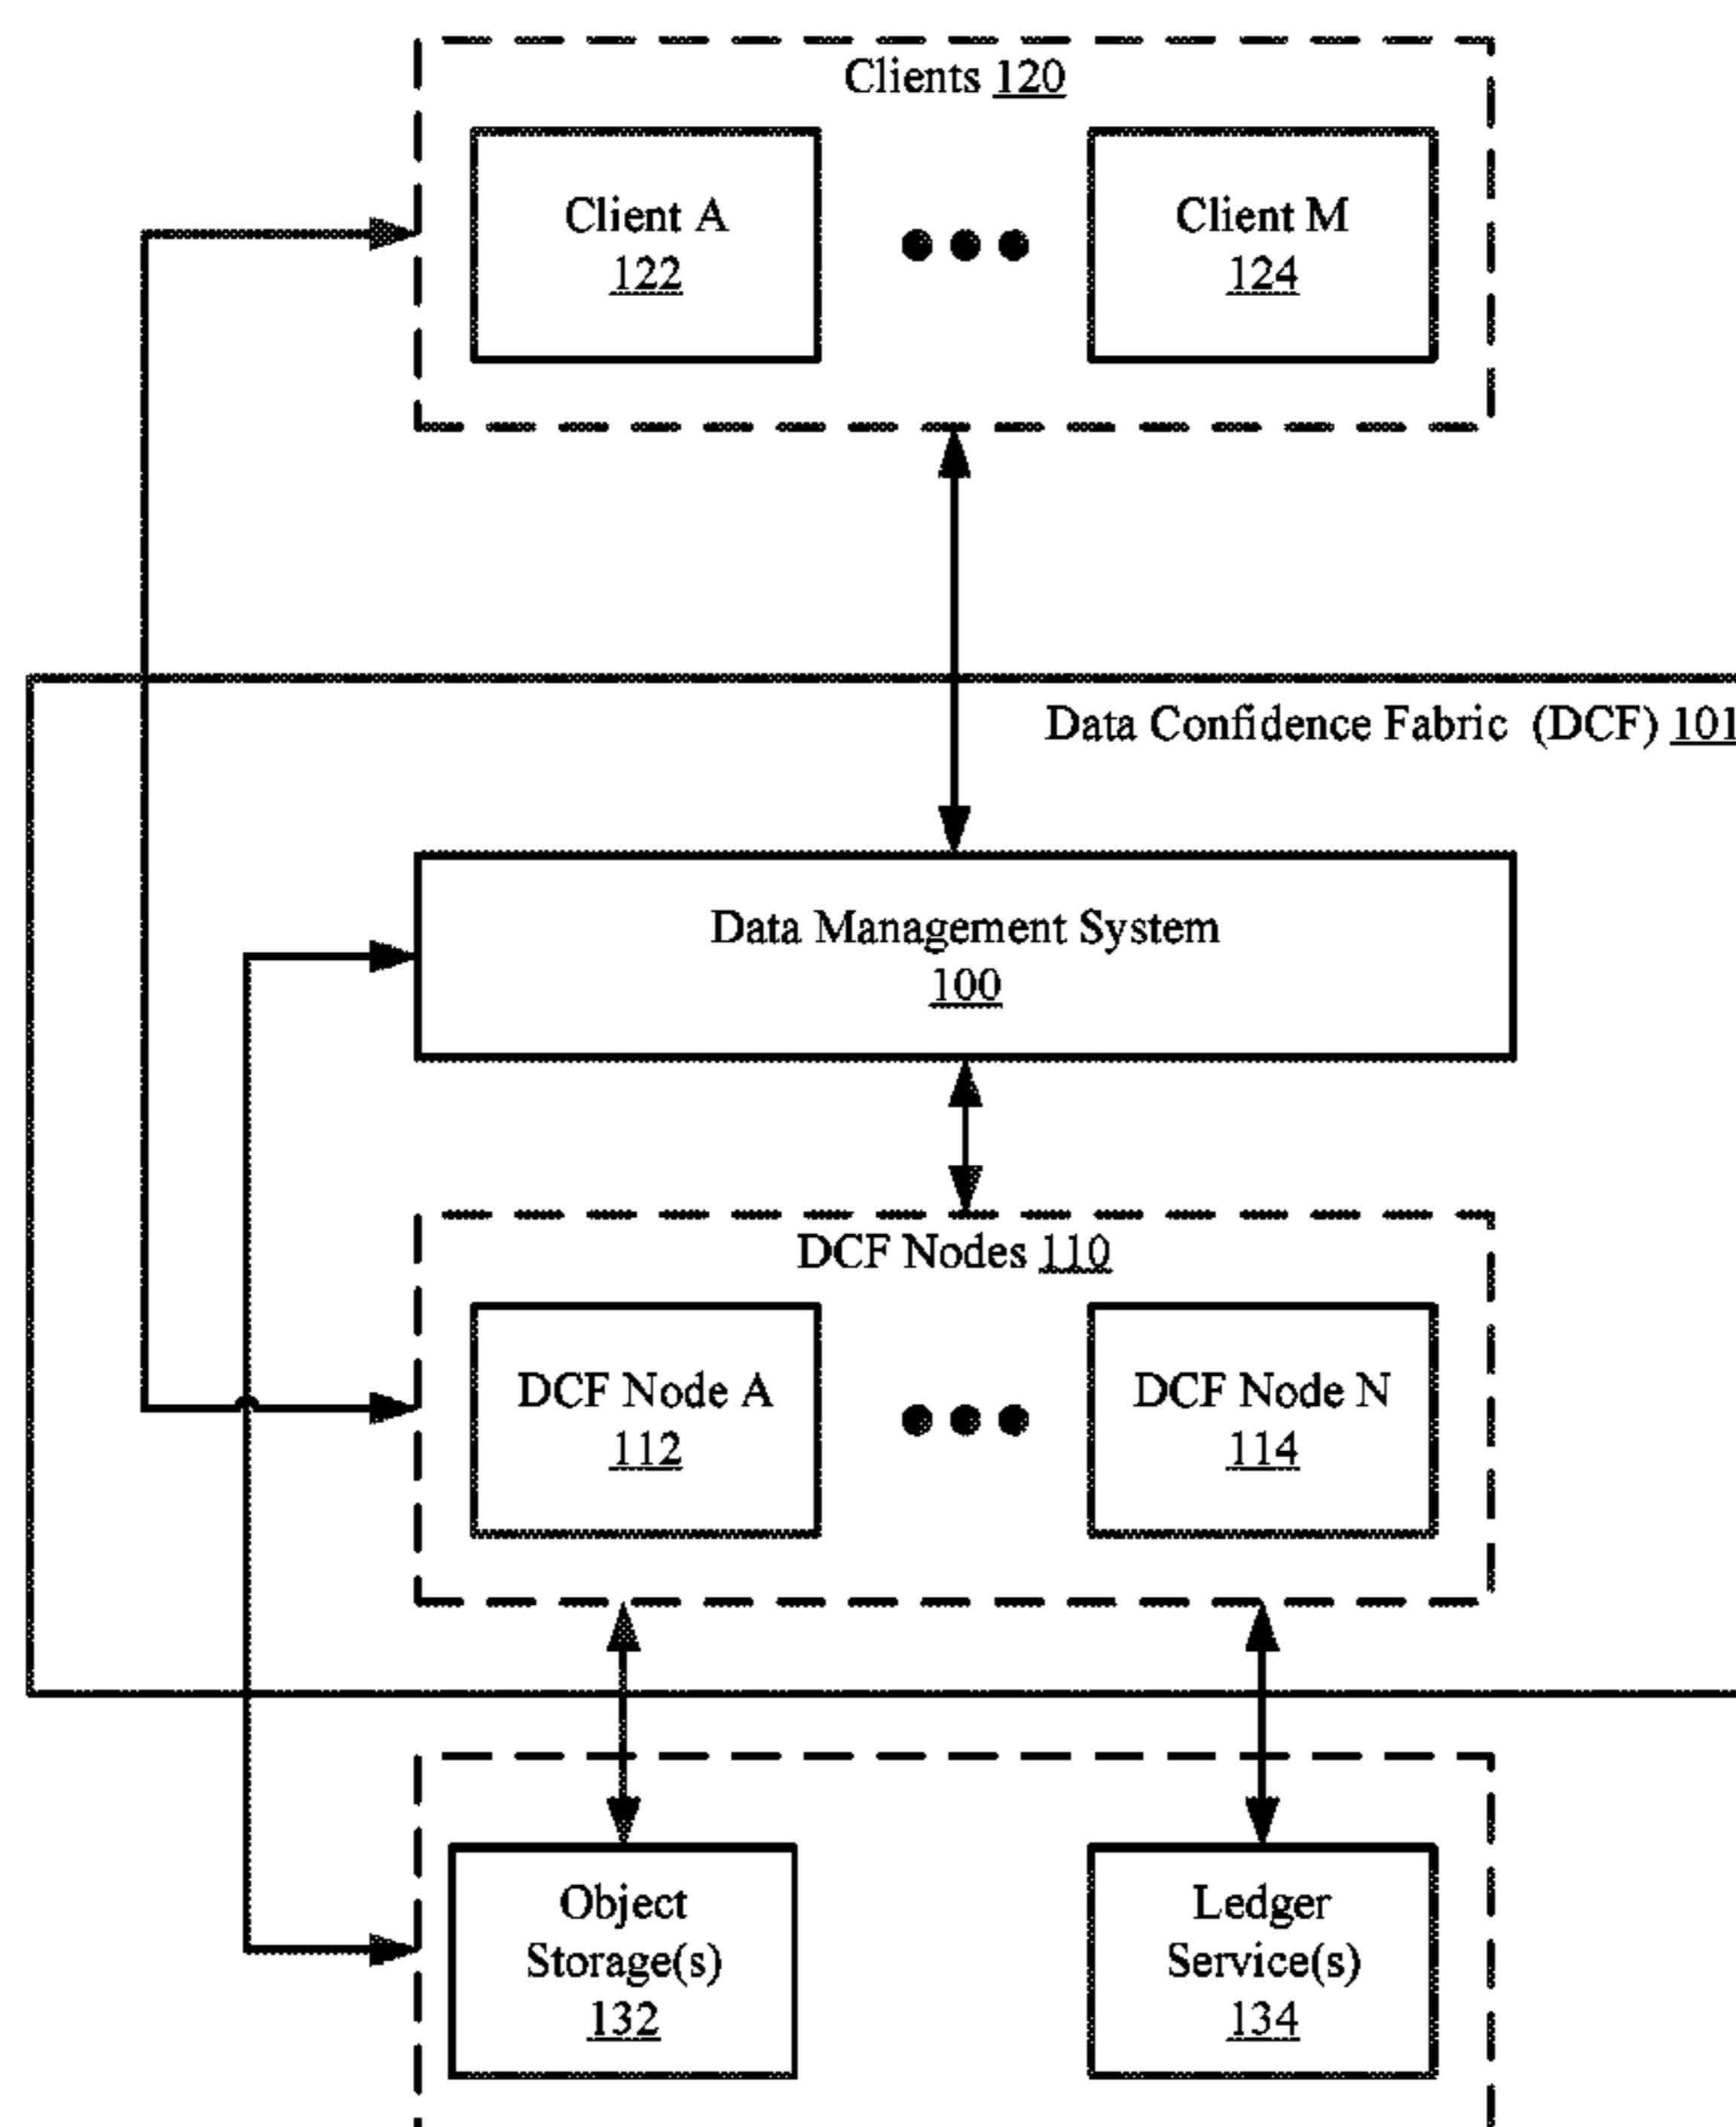 Clients 120
Client A
122
Client M
124
Data Confidence Fabric (DCF) 101
Data Management System
100
DCF Nodes 110
DCF Node A
112
DCF Node N
114
Object
Storage(s)
132
Ledger
Service(s)
134